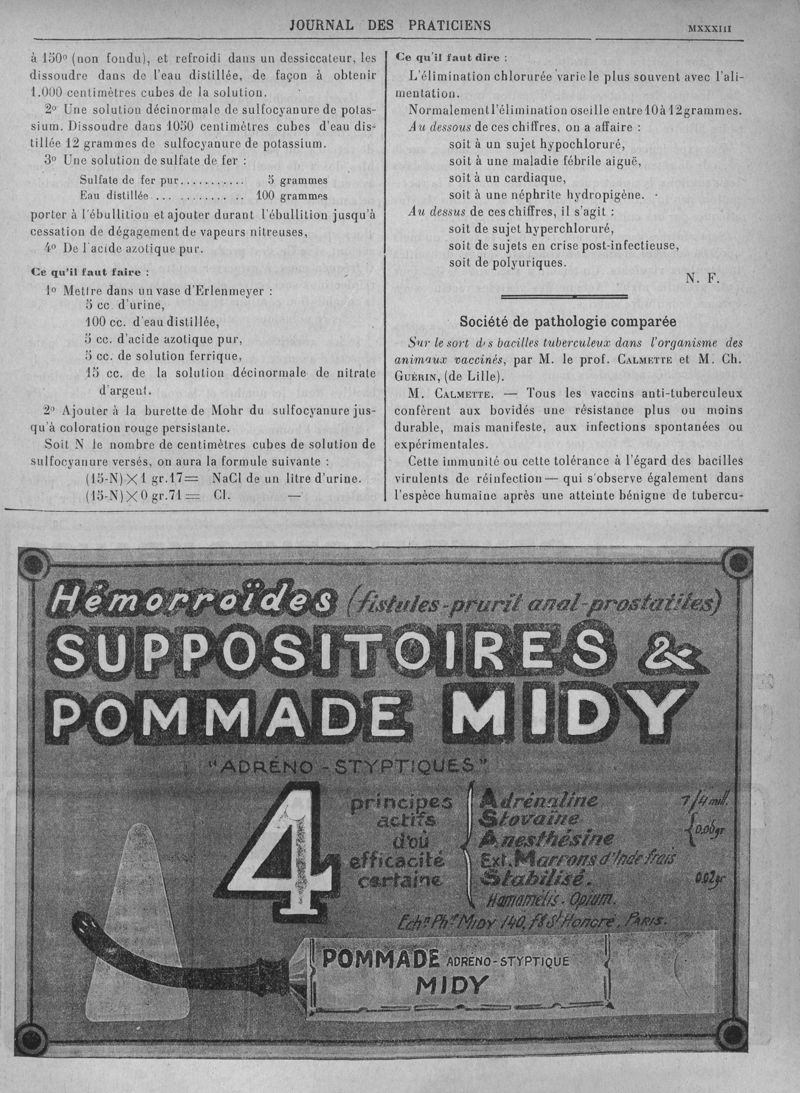 JOURNAL DES PRATICIENS
MXXXIII
à 150° (non fondu), et refroidi dans un dessiccateur, les
dissoudre dans de l'eau distillée, de façon à obtenir
1.000 centimètres cubes de la solution.
2° Une solution décinormale de sulfocyanure de potas-
sium. Dissoudre dans 1050 centimètres cubes d'eau dis-
tillée 12 grammes de sulfocyanure de potassium.
3° Une solution de sulfate de fer :
Sulfate de fer pur........... 5 grammes
Eau distillée ... .......... .. 100 grammes
porter à l'ébullition et ajouter durant l'ébullition jusqu'à
cessation de dégagement de vapeurs nitreuses,
4° De l'acide azotique pur.
Ce qu'il faut faire :
1° Mettre dans un vase d'Erlenmeyer :
5 cc. d'urine,
100 cc. d'eau distillée,
5 cc. d'acide azotique pur,
5 cc. de solution ferrique,
15 cc. de la solution décinormale de nitrate
d'argent.
2° Ajouter à la burette de Mohr du sulfocyanure jus-
qu'à coloration rouge persistante.
Soit N le nombre de centimètres cubes de solution de
sulfocyanure versés, on aura la formule suivante :
(15-N)×1 gr.17= NaCl de un litre d'urine.
(15-N)×0 gr.71= Cl. —
Ce qu'il faut dire :
L'élimination chlorurée varie le plus souvent avec l'ali-
mentation.
Normalement l'élimination oscille entre 10 à 12 grammes.
Au dessous de ces chiffres, on a affaire :
soit à un sujet hypochloruré,
soit à une maladie fébrile aiguë,
soit à un cardiaque,
soit à une néphrite hydropigène.
Au dessus de ces chiffres, il s'agit :
soit de sujet hyperchloruré,
soit de sujets en crise post-infectieuse,
soit de polyuriques.
N. F.
Société de pathologie comparée
Sur le sort des bacilles tuberculeux dans l'organisme des
animaux vaccinés, par M. le prof. CALMETTE et M. Ch.
GUÉRIN, (de Lille).
M. CALMETTE. — Tous les vaccins anti-tuberculeux
confèrent aux bovidés une résistance plus ou moins
durable, mais manifeste, aux infections spontanées ou
expérimentales.
Cette immunité ou cette tolérance à l'égard des bacilles
virulents de réinfection — qui s'observe également dans
l'espèce humaine après une atteinte bénigne de tubercu-
Hémorroïdes (fistules-prurit anal-prostatites)
SUPPOSITOIRES &
POMMADE MIDY
"ADRÉNO-STYPTIQUES"
4 principes
actifs
d'où
efficacité
certaine
Adrénaline 1/4 mill.
Stovaine
Anesthésine 0.05gr
Ext. Marrons d'Inde frais
Stabilisé. 0.02gr
Hamamelis. Opium.
Echon Phie MIDY 140, Fg St Honoré, PARIS.
POMMADE ADRÉNO-STYPTIQUE
MIDY